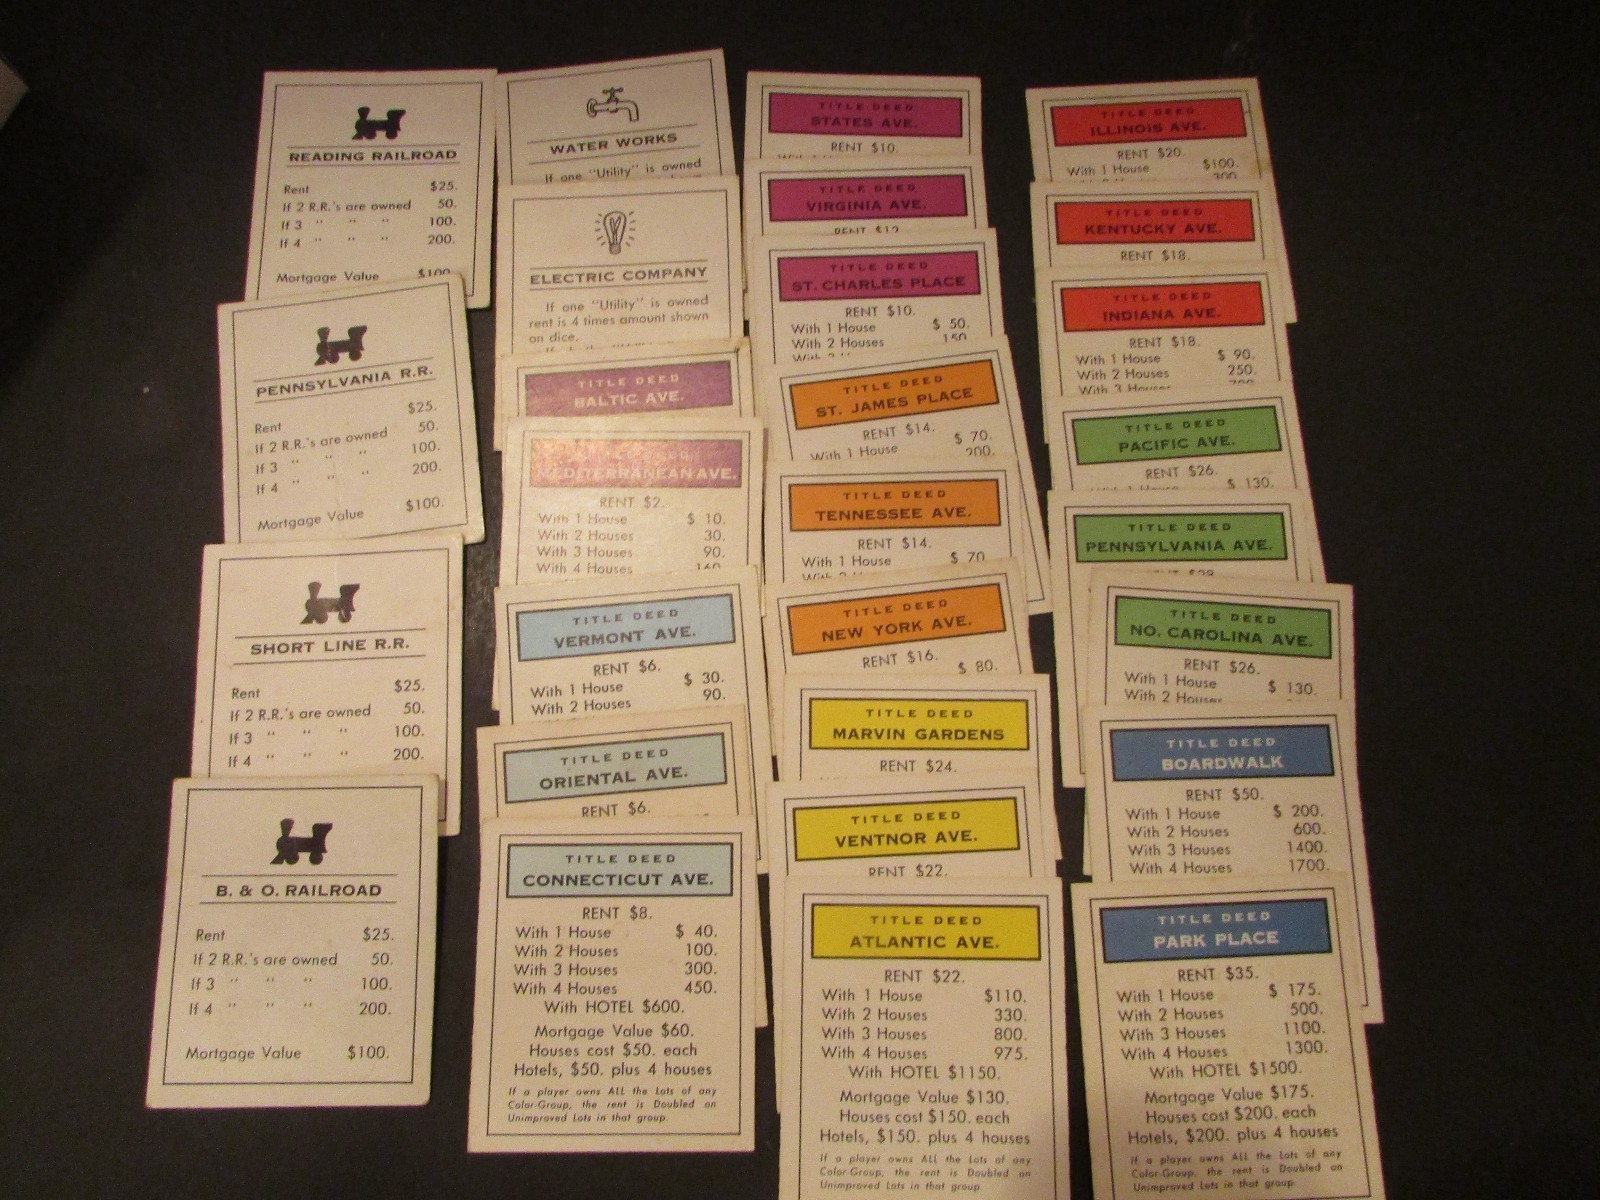 READING RAILROAD
Rent $25.
If 2 R.R.'s are owned 50.
If 3 " " " 100.
If 4 " " " 200.
Mortgage Value $100
PENNSYLVANIA R.R.
Rent $25.
If 2 R.R.'s are owned 50.
If 3 " " " 100.
If 4 " " " 200.
Mortgage Value $100.
SHORT LINE R.R.
Rent $25.
If 2 R.R.'s are owned 50.
If 3 " " " 100.
If 4 " " " 200.
B. & O. RAILROAD
Rent $25.
If 2 R.R.'s are owned 50.
If 3 " " " 100.
If 4 " " " 200.
Mortgage Value $100.
WATER WORKS
If one "Utility" is owned
ELECTRIC COMPANY
If one "Utility" is owned
rent is 4 times amount shown
on dice.
TITLE DEED
BALTIC AVE.
MEDITERRANEAN AVE.
RENT $2.
With 1 House $ 10.
With 2 Houses 30.
With 3 Houses 90.
With 4 Houses 160
TITLE DEED
VERMONT AVE.
RENT $6.
With 1 House $ 30.
With 2 Houses 90.
TITLE DEED
ORIENTAL AVE.
RENT $6.
TITLE DEED
CONNECTICUT AVE.
RENT $8.
With 1 House $ 40.
With 2 Houses 100.
With 3 Houses 300.
With 4 Houses 450.
With HOTEL $600.
Mortgage Value $60.
Houses cost $50. each
Hotels, $50. plus 4 houses
If a player owns ALL the Lots of any
Color-Group, the rent is Doubled on
Unimproved Lots in that group.
TITLE DEED
STATES AVE.
RENT $10.
TITLE DEED
VIRGINIA AVE.
RENT $12
TITLE DEED
ST. CHARLES PLACE
RENT $10.
With 1 House $ 50.
With 2 Houses 150
TITLE DEED
ST. JAMES PLACE
RENT $14.
With 1 House $ 70.
200.
TITLE DEED
TENNESSEE AVE.
RENT $14.
With 1 House $ 70
TITLE DEED
NEW YORK AVE.
RENT $16.
$ 80.
TITLE DEED
MARVIN GARDENS
RENT $24.
TITLE DEED
VENTNOR AVE.
RENT $22.
TITLE DEED
ATLANTIC AVE.
RENT $22.
With 1 House $110.
With 2 Houses 330.
With 3 Houses 800.
With 4 Houses 975.
With HOTEL $1150.
Mortgage Value $130.
Houses cost $150. each
Hotels, $150. plus 4 houses
If a player owns ALL the Lots of any
Color-Group, the rent is Doubled on
Unimproved Lots in that group.
TITLE DEED
ILLINOIS AVE.
RENT $20.
With 1 House $100.
300
TITLE DEED
KENTUCKY AVE.
RENT $18.
TITLE DEED
INDIANA AVE.
RENT $18.
With 1 House $ 90.
With 2 Houses 250.
With 3 Houses 700
TITLE DEED
PACIFIC AVE.
RENT $26.
With 1 House $ 130.
TITLE DEED
PENNSYLVANIA AVE.
TITLE DEED
NO. CAROLINA AVE.
RENT $26.
With 1 House $ 130.
With 2 Houses
TITLE DEED
BOARDWALK
RENT $50.
With 1 House $ 200.
With 2 Houses 600.
With 3 Houses 1400.
With 4 Houses 1700.
TITLE DEED
PARK PLACE
RENT $35.
With 1 House $ 175.
With 2 Houses 500.
With 3 Houses 1100.
With 4 Houses 1300.
With HOTEL $1500.
Mortgage Value $175.
Houses cost $200. each
Hotels, $200. plus 4 houses
If a player owns ALL the Lots of any
Color-Group, the rent is Doubled on
Unimproved Lots in that group